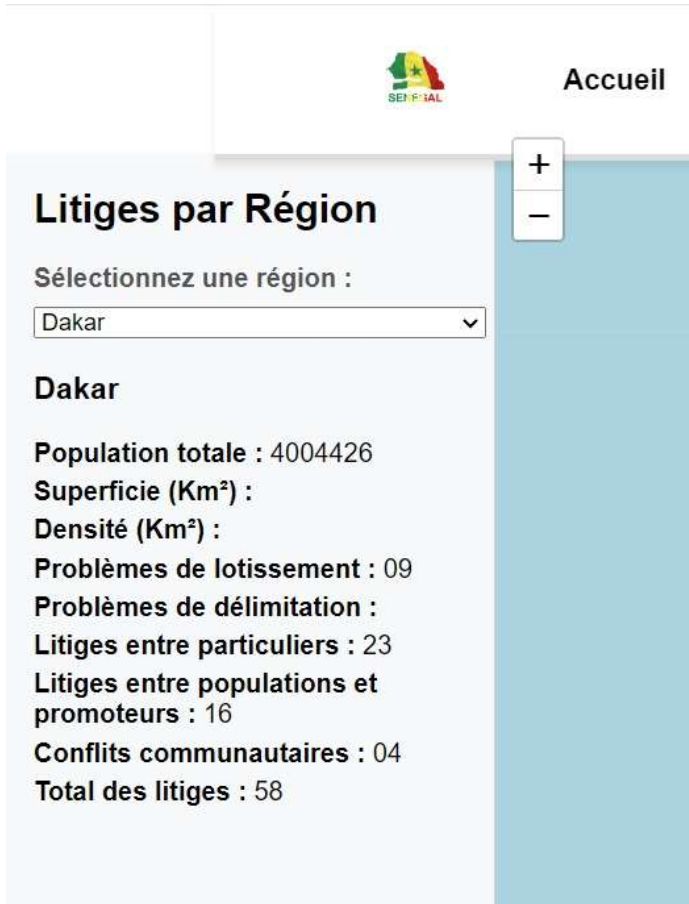 SENEGAL
Accueil
+
−
Litiges par Région
Sélectionnez une région :
Dakar
Dakar
Population totale : 4004426
Superficie (Km²) :
Densité (Km²) :
Problèmes de lotissement : 09
Problèmes de délimitation :
Litiges entre particuliers : 23
Litiges entre populations et
promoteurs : 16
Conflits communautaires : 04
Total des litiges : 58